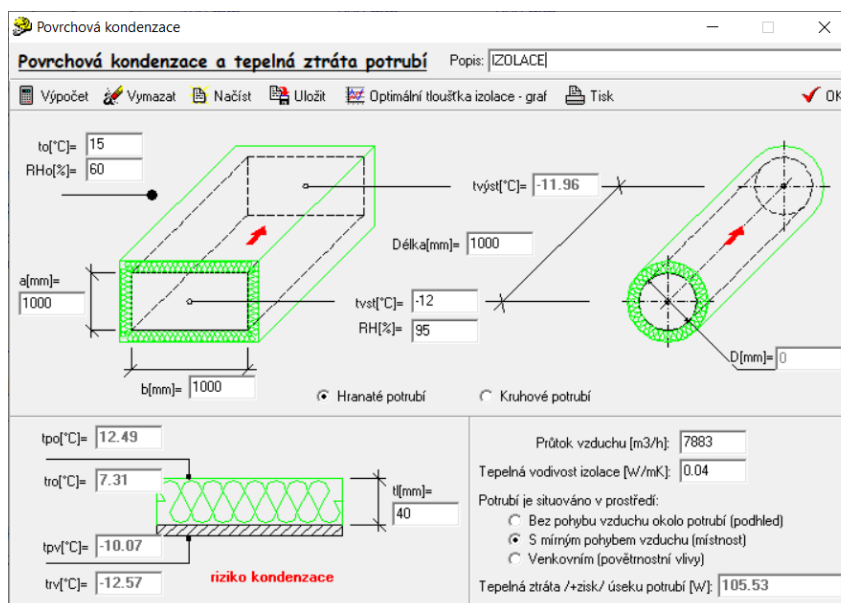 Povrchová kondenzace
Povrchová kondenzace a tepelná ztráta potrubí Popis: IZOLACE
Výpočet Vymazat Načíst Uložit Optimální tloušťka izolace - graf Tisk OK
to[°C]= 15
RHo[%]= 60
tvýst[°C]= -11.96
Délka[mm]= 1000
a[mm]=
1000
tvst[°C]= -12
RH[%]= 95
D[mm]= 0
b[mm]= 1000
Hranaté potrubí Kruhové potrubí
tpo[°C]= 12.49
tro[°C]= 7.31
tl[mm]=
40
tpv[°C]= -10.07
trv[°C]= -12.57
riziko kondenzace
Průtok vzduchu [m3/h]: 7883
Tepelná vodivost izolace [W/mK]: 0.04
Potrubí je situováno v prostředí:
Bez pohybu vzduchu okolo potrubí (podhled)
S mírným pohybem vzduchu (místnost)
Venkovním (povětrnostní vlivy)
Tepelná ztráta /+zisk/ úseku potrubí [W]: 105.53